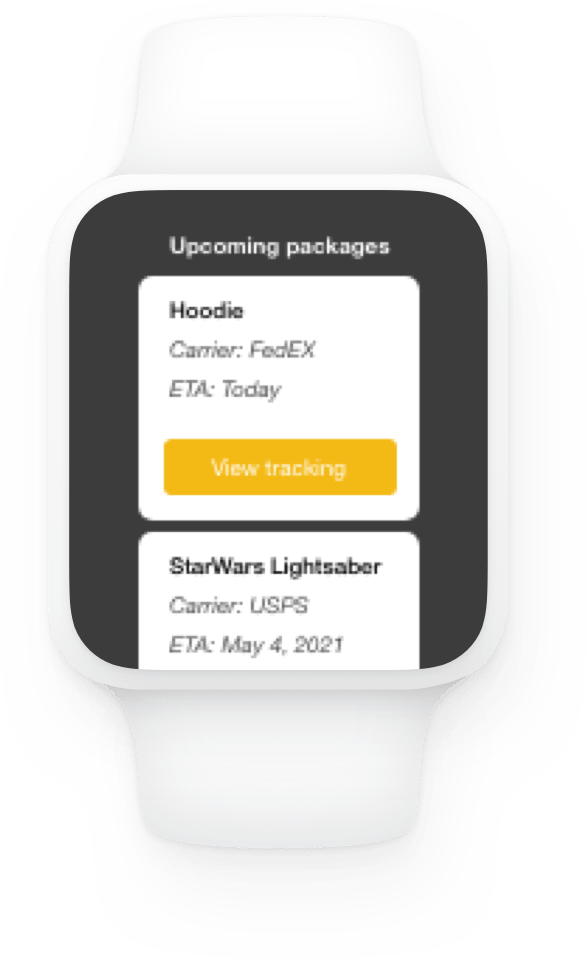 Upcoming packages
Hoodie
Carrier: FedEX
ETA: Today
View tracking
StarWars Lightsaber
Carrier: USPS
ETA: May 4, 2021